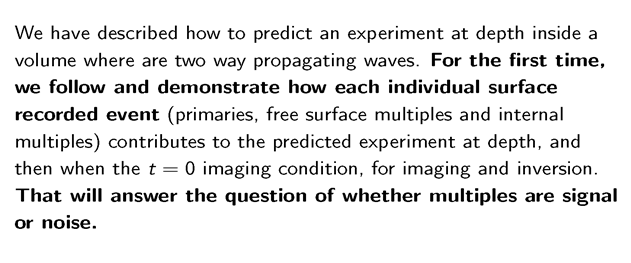 We have described how to predict an experiment at depth inside a
volume where are two way propagating waves. For the first time,
we follow and demonstrate how each individual surface
recorded event (primaries, free surface multiples and internal
multiples) contributes to the predicted experiment at depth, and
then when the t = 0 imaging condition, for imaging and inversion.
That will answer the question of whether multiples are signal
or noise.